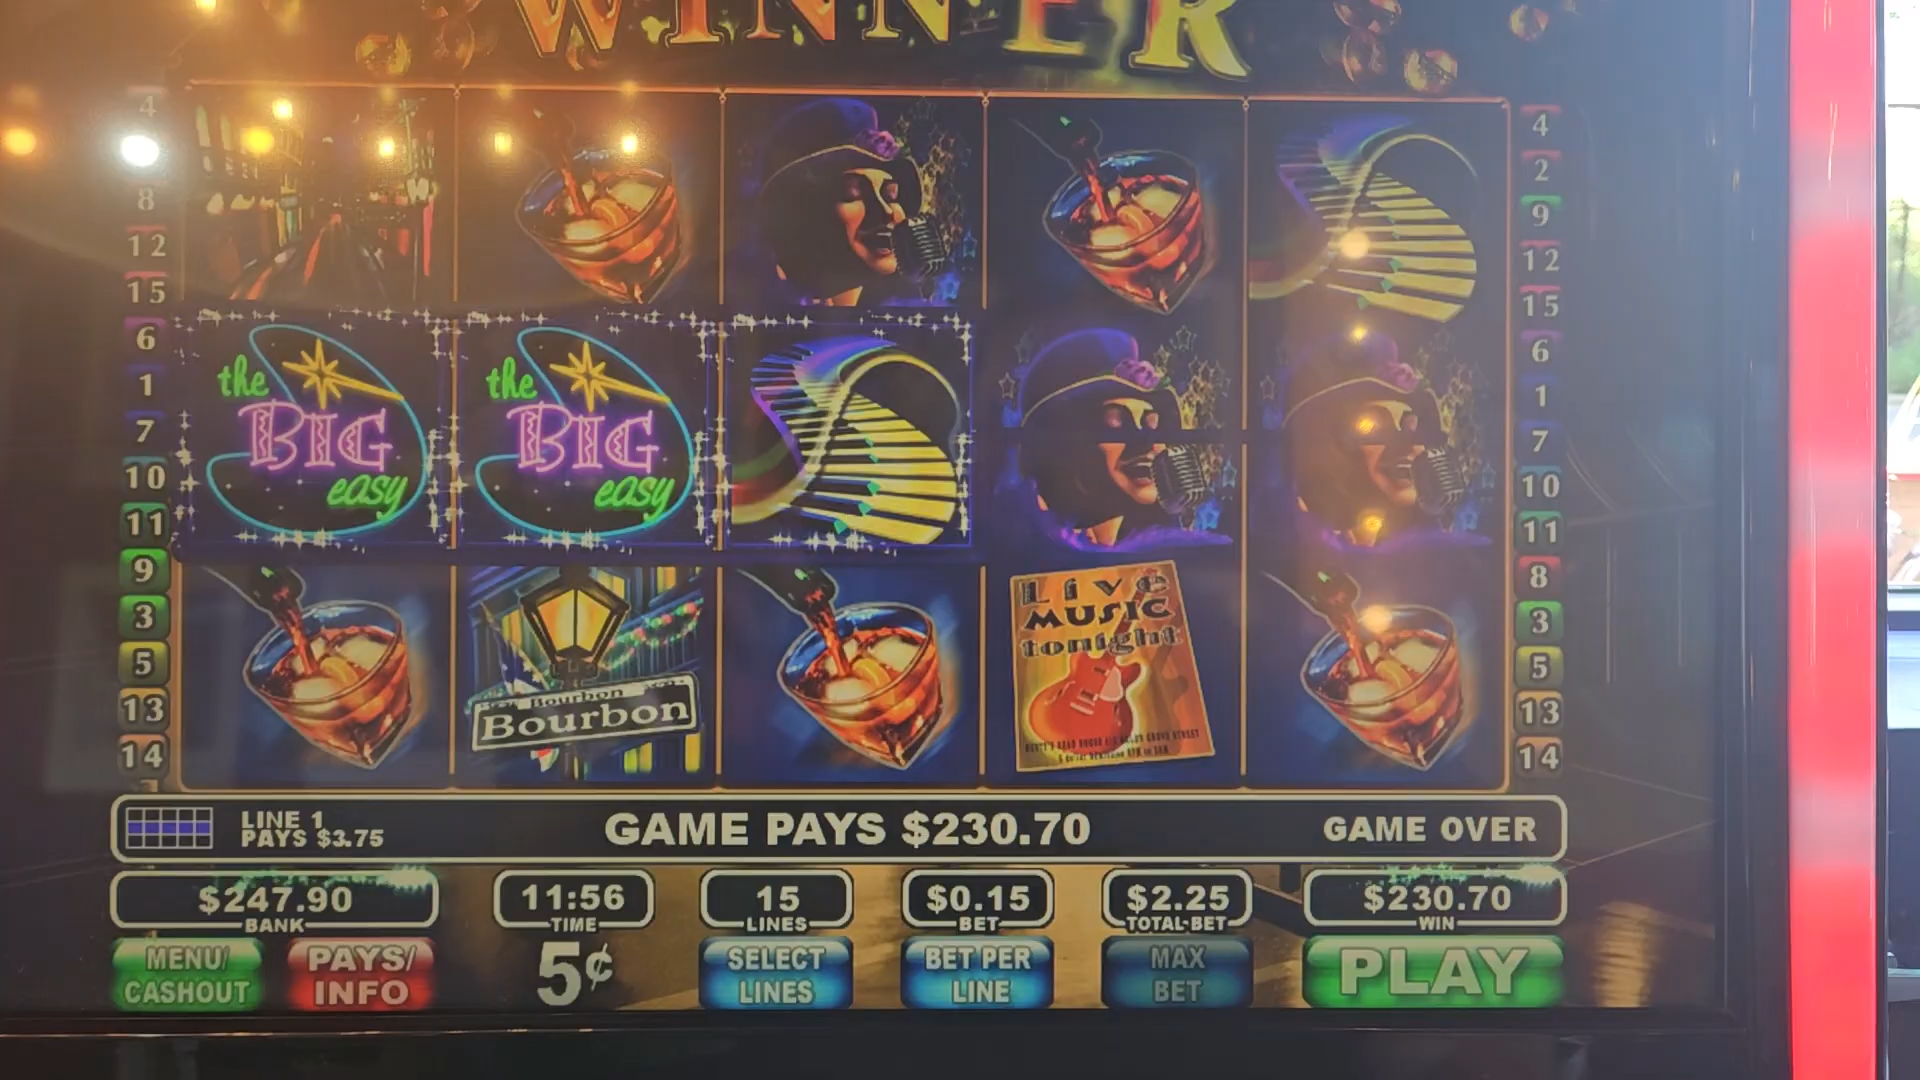 WINNER
4
8
12
15
6
1
7
10
11
9
3
5
13
14
4
2
9
12
15
6
1
7
10
11
8
3
5
13
14
the
BIG
easy
the
BIG
easy
Bourbon
Bourbon
Live
MUSIC
tonight
LINE 1
PAYS $3.75
GAME PAYS $230.70
GAME OVER
$247.90
BANK
11:56
TIME
15
LINES
$0.15
BET
$2.25
TOTAL-BET
$230.70
WIN
MENU/
CASHOUT
PAYS/
INFO
5¢
SELECT
LINES
BET PER
LINE
MAX
BET
PLAY